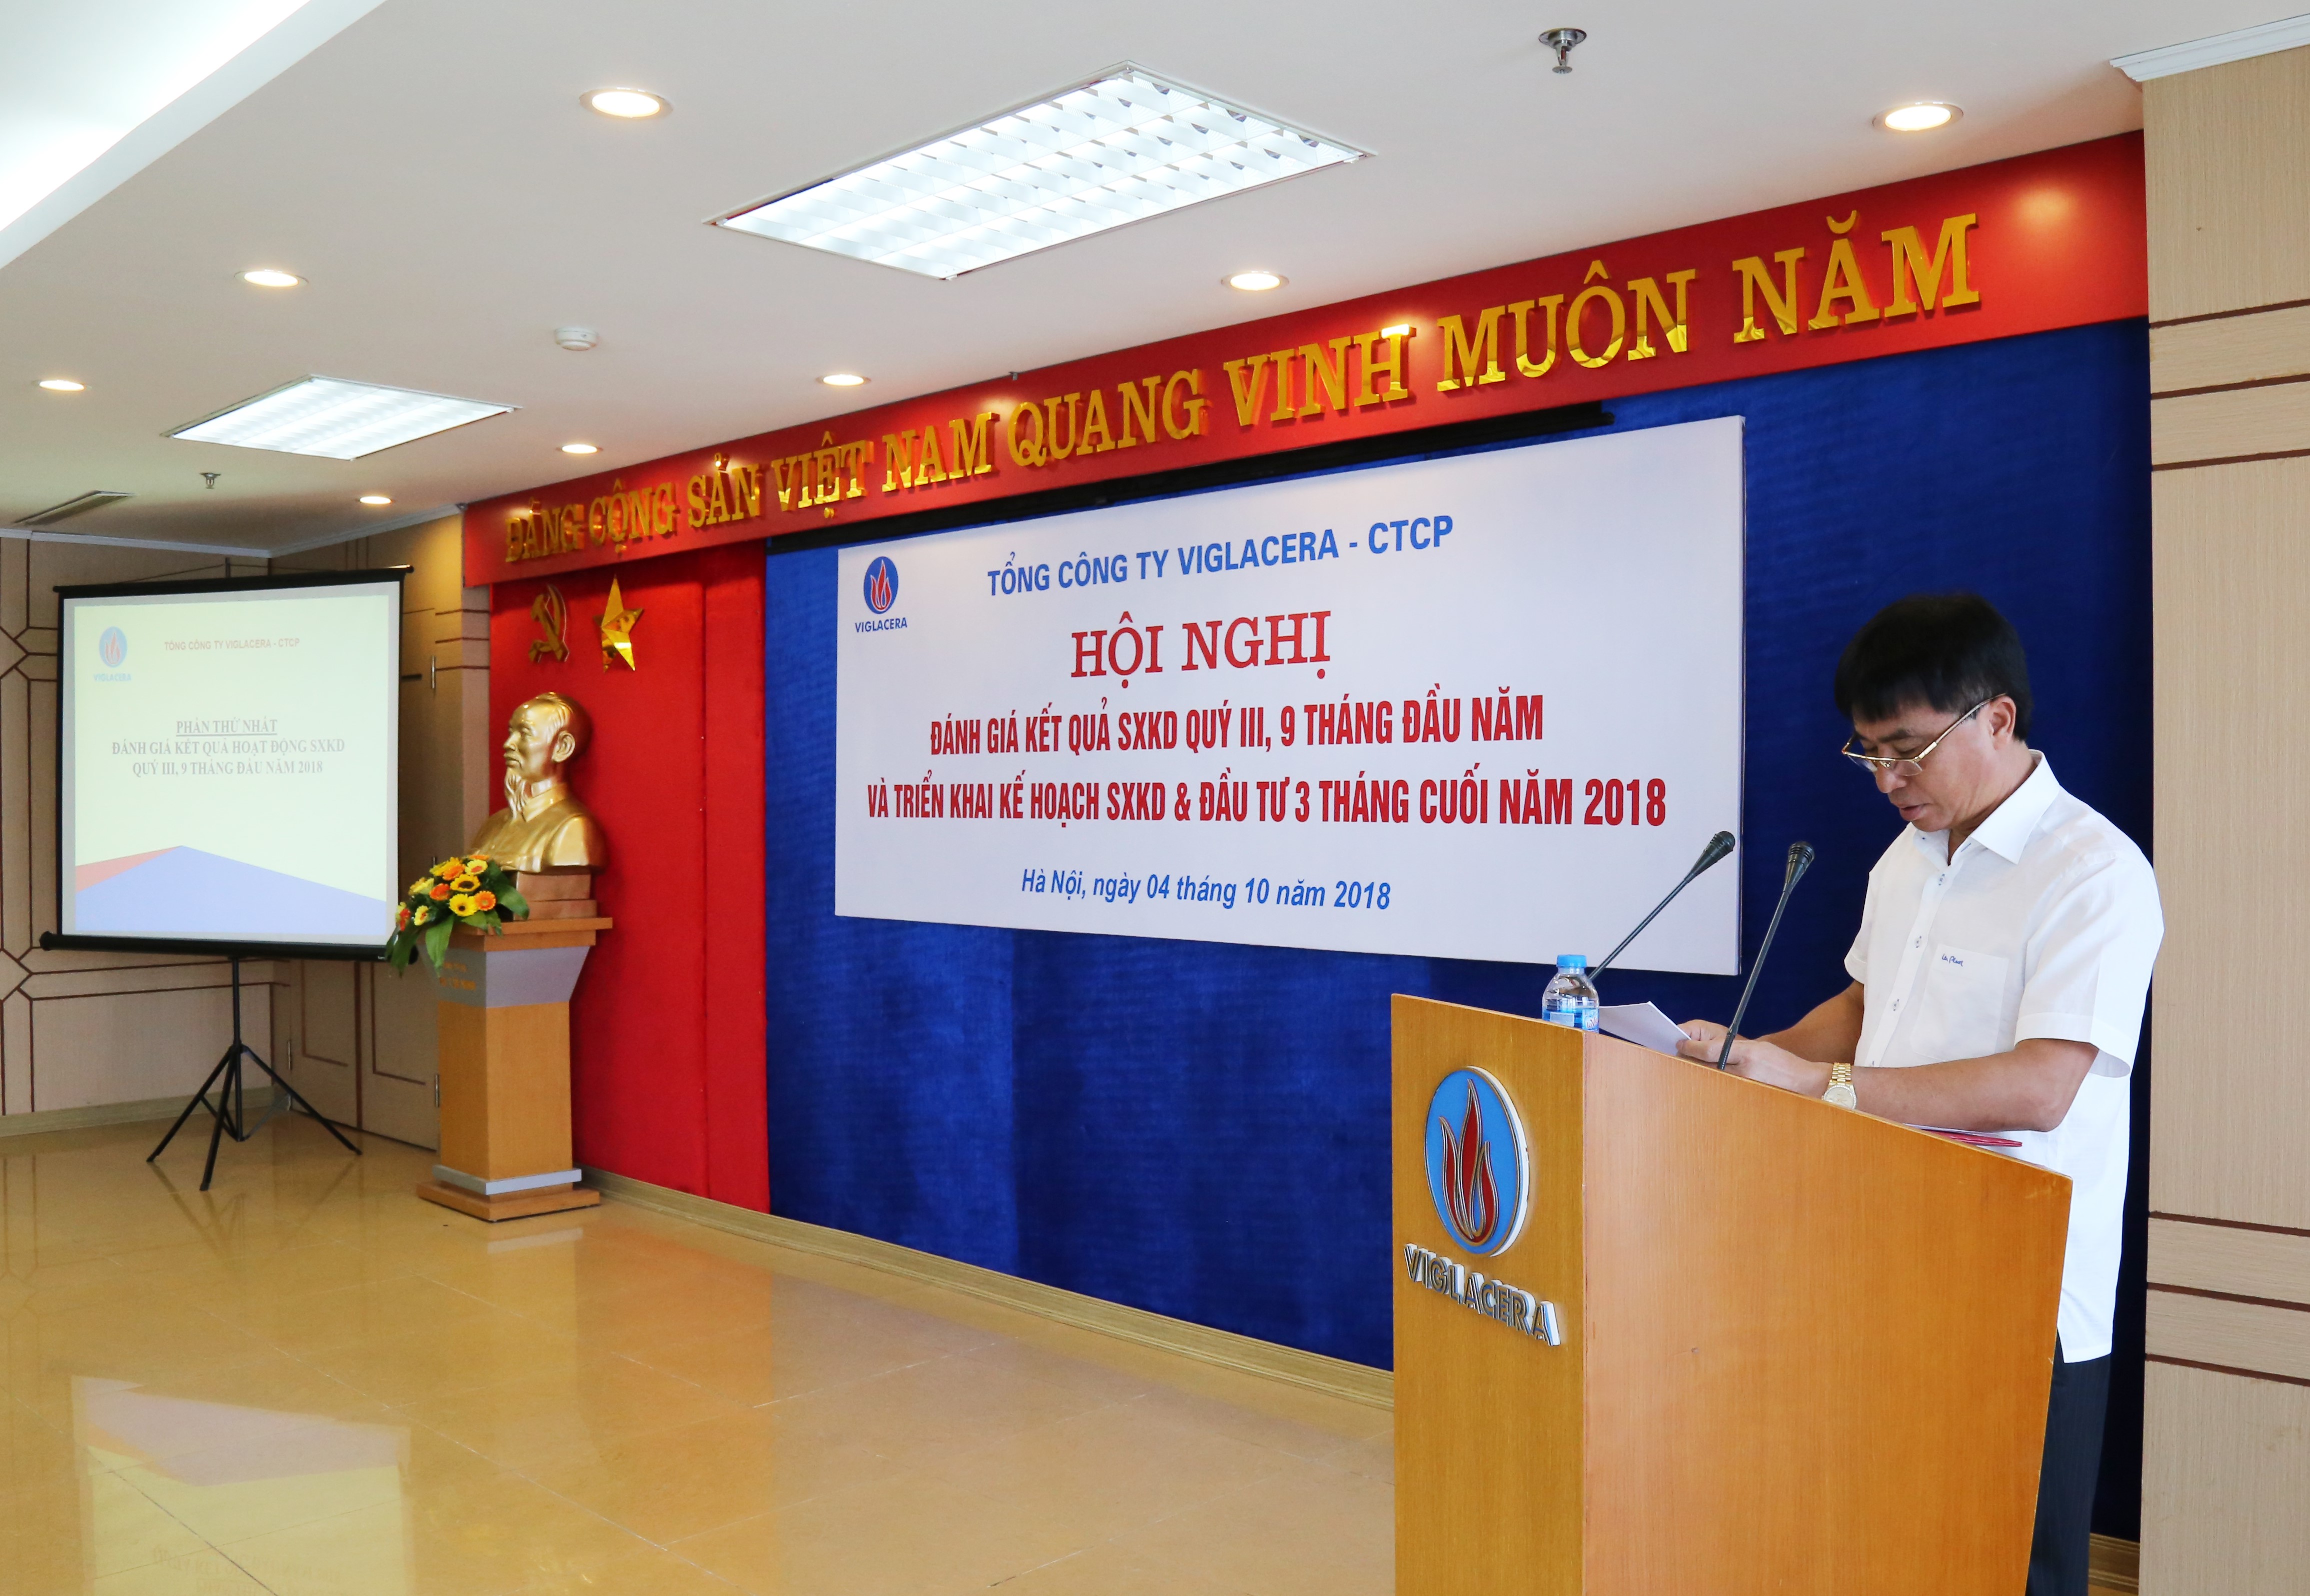 ĐẢNG CỘNG SẢN VIỆT NAM QUANG VINH MUÔN NĂM
VIGLACERA
TỔNG CÔNG TY VIGLACERA - CTCP
HỘI NGHỊ
ĐÁNH GIÁ KẾT QUẢ SXKD QUÝ III, 9 THÁNG ĐẦU NĂM
VÀ TRIỂN KHAI KẾ HOẠCH SXKD & ĐẦU TƯ 3 THÁNG CUỐI NĂM 2018
Hà Nội, ngày 04 tháng 10 năm 2018
VIGLACERA
TỔNG CÔNG TY VIGLACERA - CTCP
PHẦN THỨ NHẤT
ĐÁNH GIÁ KẾT QUẢ HOẠT ĐỘNG SXKD
QUÝ III, 9 THÁNG ĐẦU NĂM 2018
VIGLACERA